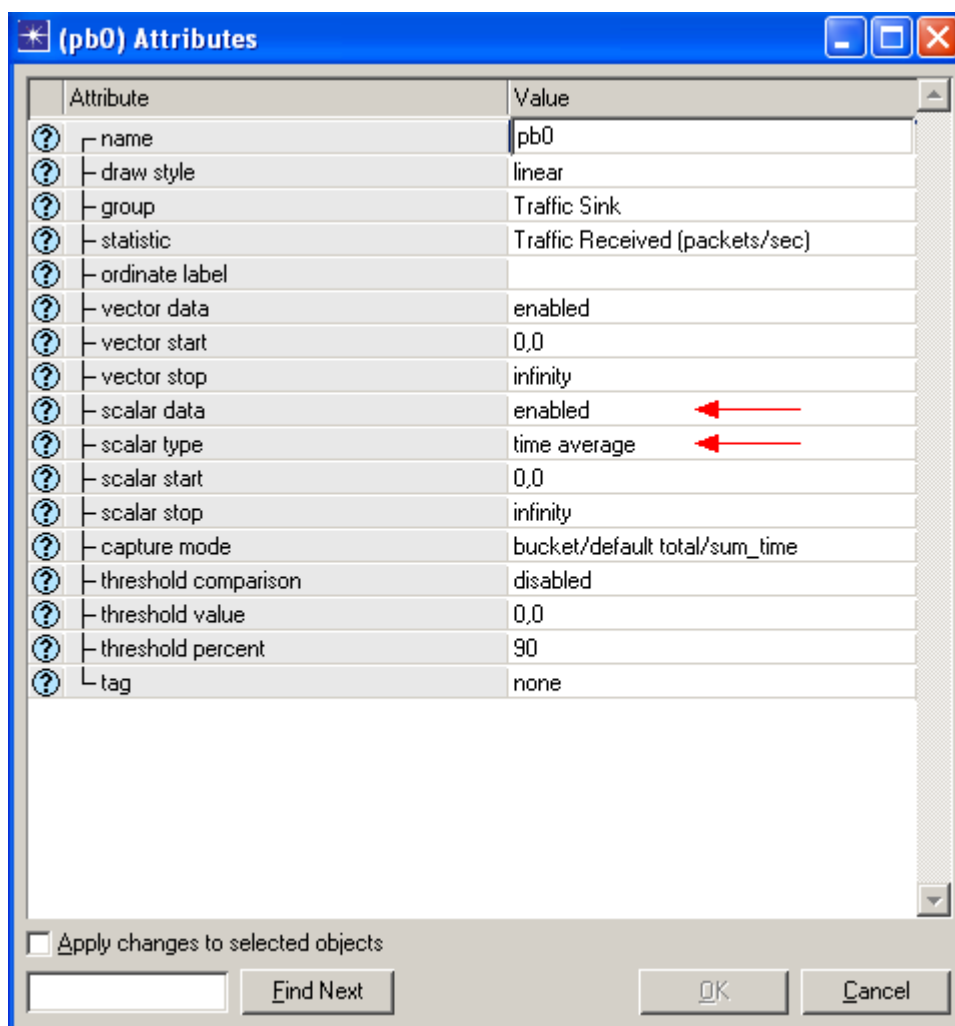 (pb0) Attributes
Attribute Value
name pb0
draw style linear
group Traffic Sink
statistic Traffic Received (packets/sec)
ordinate label
vector data enabled
vector start 0,0
vector stop infinity
scalar data enabled
scalar type time average
scalar start 0,0
scalar stop infinity
capture mode bucket/default total/sum_time
threshold comparison disabled
threshold value 0,0
threshold percent 90
tag none
Apply changes to selected objects
Find Next OK Cancel